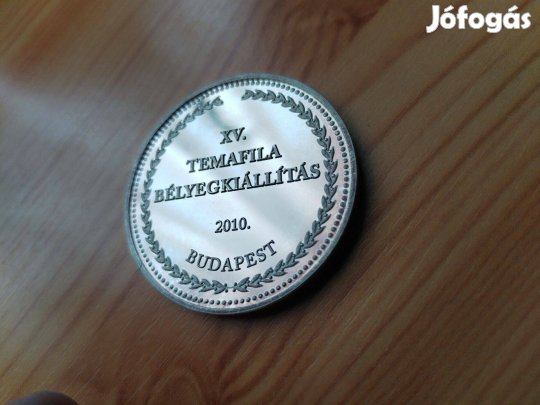 Jófogás
XV.
TEMAFILA
BÉLYEGKIÁLLÍTÁS
2010.
BUDAPEST